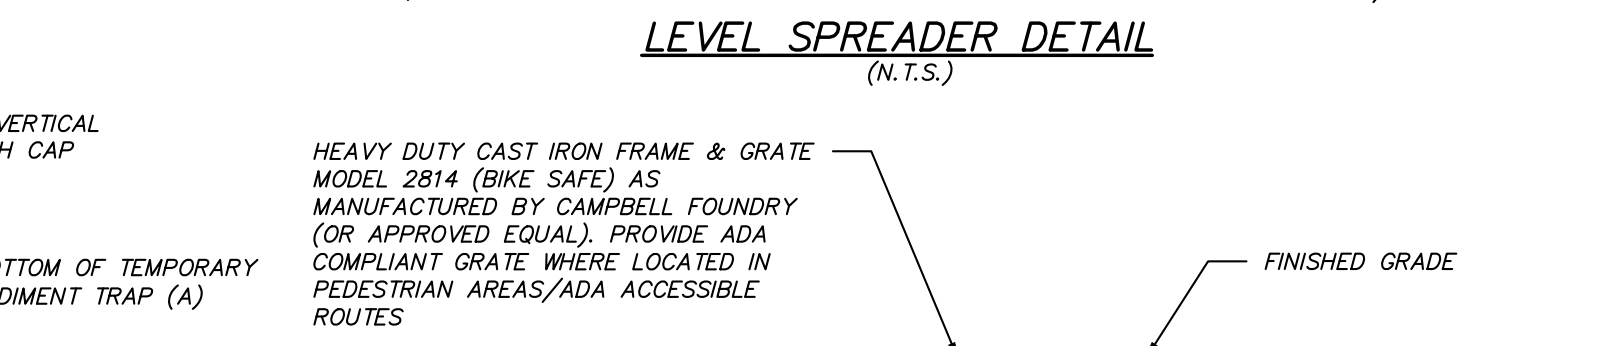 LEVEL SPREADER DETAIL
(N.T.S.)
VERTICAL
CAP
HEAVY DUTY CAST IRON FRAME & GRATE
MODEL 2814 (BIKE SAFE) AS
MANUFACTURED BY CAMPBELL FOUNDRY
(OR APPROVED EQUAL). PROVIDE ADA
COMPLIANT GRATE WHERE LOCATED IN
PEDESTRIAN AREAS/ADA ACCESSIBLE
ROUTES
OF TEMPORARY
TRAP (A)
FINISHED GRADE